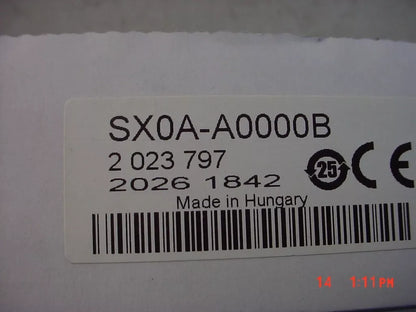 SX0A-A0000B
2 023 797
2026 1842
25 CE
Made in Hungary
14 1:11PM